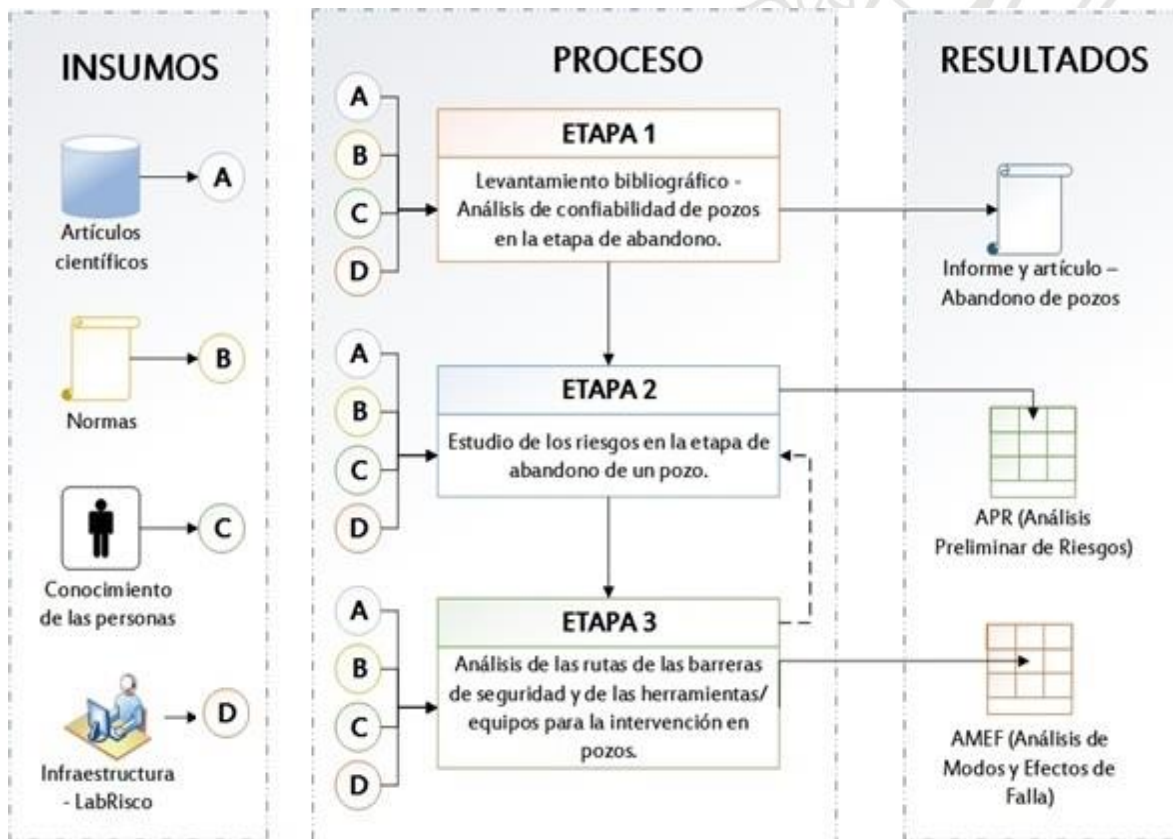 INSUMOS
A
Artículos
científicos
B
Normas
C
Conocimiento
de las personas
D
Infraestructura
- LabRisco
PROCESO
A
B
C
D
ETAPA 1
Levantamiento bibliográfico -
Análisis de confiabilidad de pozos
en la etapa de abandono.
A
B
C
D
ETAPA 2
Estudio de los riesgos en la etapa de
abandono de un pozo.
A
B
C
D
ETAPA 3
Análisis de las rutas de las barreras
de seguridad y de las herramientas/
equipos para la intervención en
pozos.
RESULTADOS
Informe y artículo –
Abandono de pozos
APR (Análisis
Preliminar de Riesgos)
AMEF (Análisis de
Modos y Efectos de
Falla)